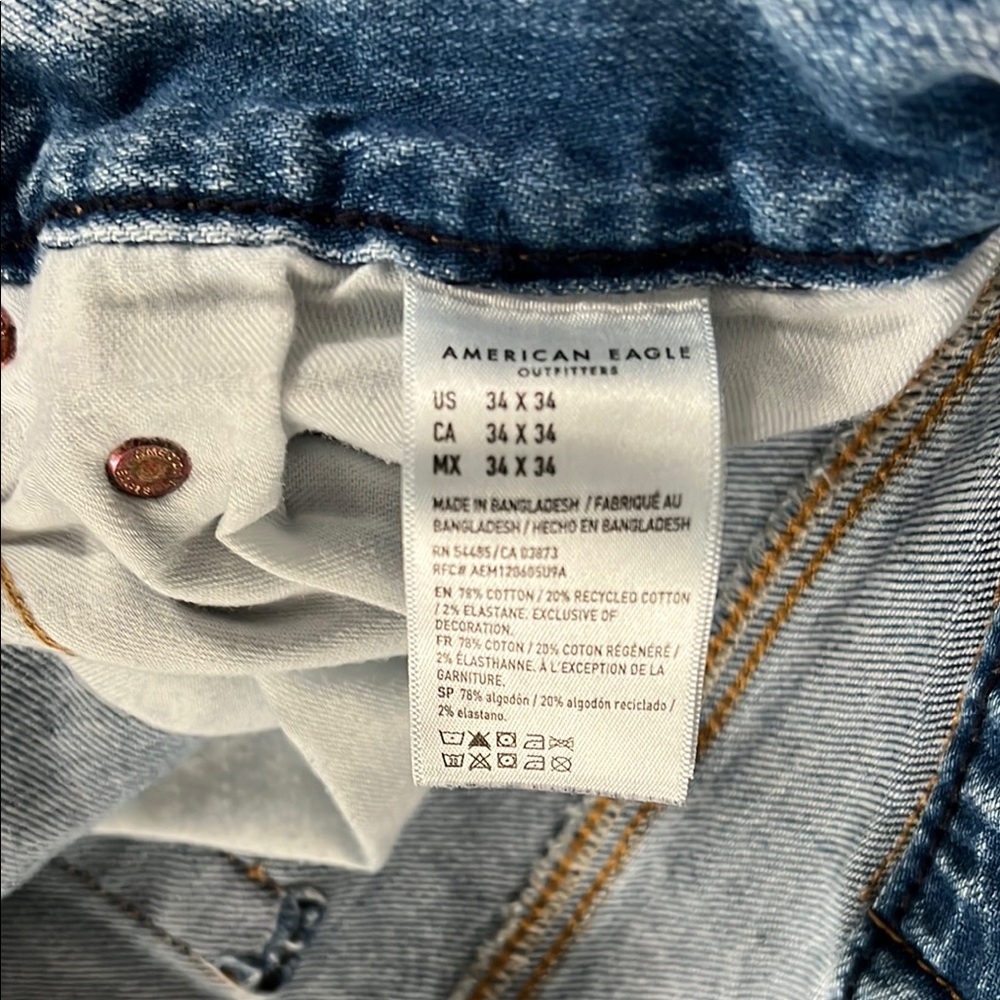 AMERICAN EAGLE
OUTFITTERS
US 34 X 34
CA 34 X 34
MX 34 X 34
MADE IN BANGLADESH / FABRIQUÉ AU
BANGLADESH / HECHO EN BANGLADESH
RN 54485/CA 03873
RFC# AEM120605U9A
EN 78% COTTON / 20% RECYCLED COTTON
/ 2% ELASTANE. EXCLUSIVE OF
DECORATION.
FR 78% COTON / 20% COTON RÉGÉNÉRÉ /
2% ÉLASTHANNE. À L'EXCEPTION DE LA
GARNITURE.
SP 78% algodón / 20% algodón reciclado /
2% elastano.